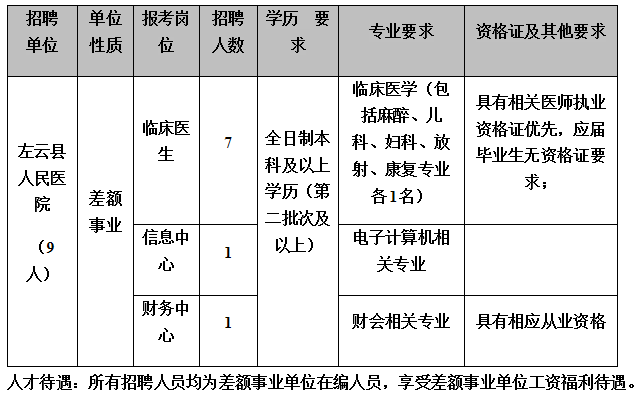 招聘单位
单位性质
报考岗位
招聘人数
学历 要求
专业要求
资格证及其他要求
左云县
人民医
院
（9
人）
差额
事业
临床医
生
7
全日制本
科及以上
学历（第
二批次及
以上）
临床医学（包
括麻醉、儿
科、妇科、放
射、康复专业
各1名）
具有相关医师执业
资格证优先，应届
毕业生无资格证要
求；
信息中
心
1
电子计算机相
关专业
财务中
心
1
财会相关专业
具有相应从业资格
人才待遇：所有招聘人员均为差额事业单位在编人员，享受差额事业单位工资福利待遇。